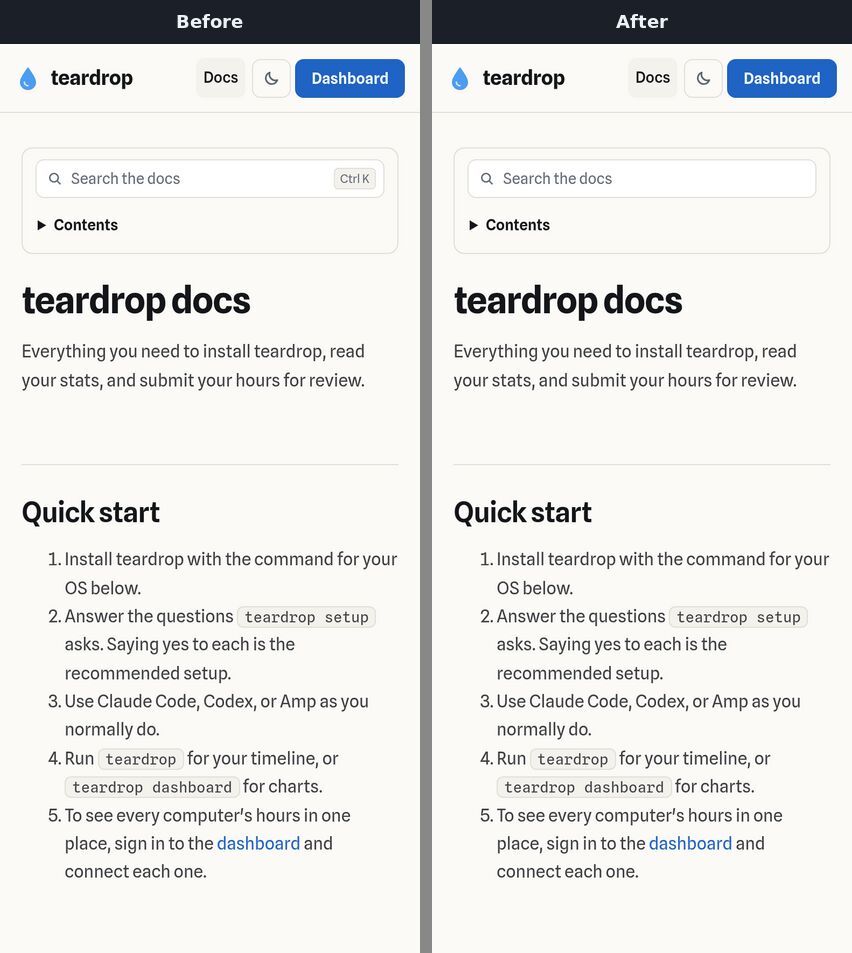 Before
teardrop
Docs
Dashboard
Search the docs
Ctrl K
Contents
teardrop docs
Everything you need to install teardrop, read
your stats, and submit your hours for review.
Quick start
1. Install teardrop with the command for your
OS below.
2. Answer the questions teardrop setup
asks. Saying yes to each is the
recommended setup.
3. Use Claude Code, Codex, or Amp as you
normally do.
4. Run teardrop for your timeline, or
teardrop dashboard for charts.
5. To see every computer's hours in one
place, sign in to the dashboard and
connect each one.
After
teardrop
Docs
Dashboard
Search the docs
Contents
teardrop docs
Everything you need to install teardrop, read
your stats, and submit your hours for review.
Quick start
1. Install teardrop with the command for your
OS below.
2. Answer the questions teardrop setup
asks. Saying yes to each is the
recommended setup.
3. Use Claude Code, Codex, or Amp as you
normally do.
4. Run teardrop for your timeline, or
teardrop dashboard for charts.
5. To see every computer's hours in one
place, sign in to the dashboard and
connect each one.